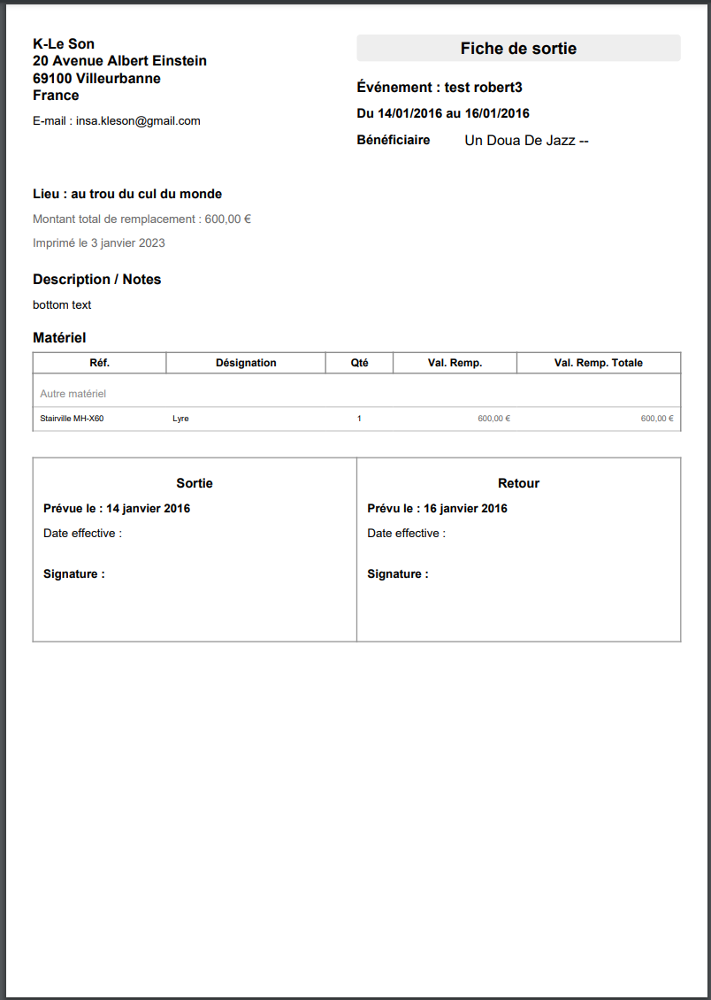 K-Le Son
20 Avenue Albert Einstein
69100 Villeurbanne
France
E-mail : insa.kleson@gmail.com
Fiche de sortie
Événement : test robert3
Du 14/01/2016 au 16/01/2016
Bénéficiaire Un Doua De Jazz --
Lieu : au trou du cul du monde
Montant total de remplacement : 600,00 €
Imprimé le 3 janvier 2023
Description / Notes
bottom text
Matériel
Réf. Désignation Qté Val. Remp. Val. Remp. Totale
Autre matériel
Stairville MH-X60 Lyre 1 600,00 € 600,00 €
Sortie
Prévue le : 14 janvier 2016
Date effective :
Signature :
Retour
Prévu le : 16 janvier 2016
Date effective :
Signature :